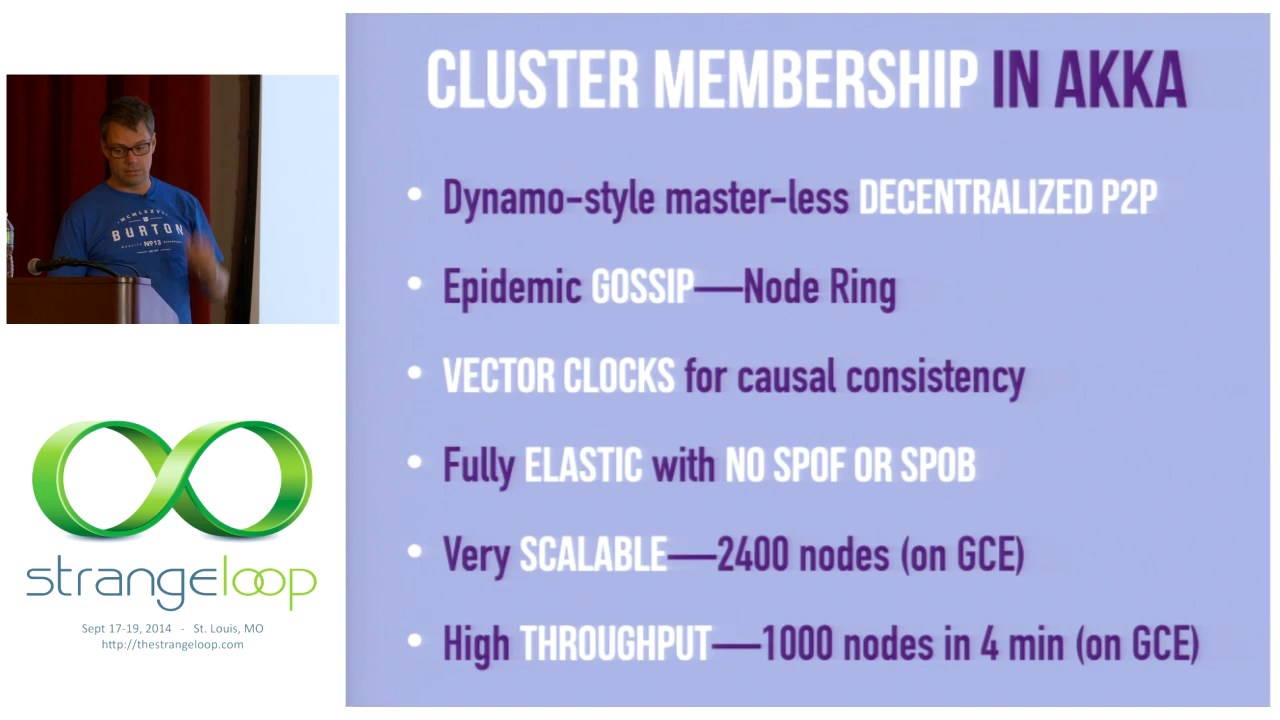 CLUSTER MEMBERSHIP IN AKKA
• Dynamo-style master-less DECENTRALIZED P2P
• Epidemic GOSSIP—Node Ring
• VECTOR CLOCKS for causal consistency
• Fully ELASTIC with NO SPOF OR SPOB
• Very SCALABLE—2400 nodes (on GCE)
• High THROUGHPUT—1000 nodes in 4 min (on GCE)
BURTON
Nº13
strangeloop
Sept 17-19, 2014 - St. Louis, MO
http://thestrangeloop.com